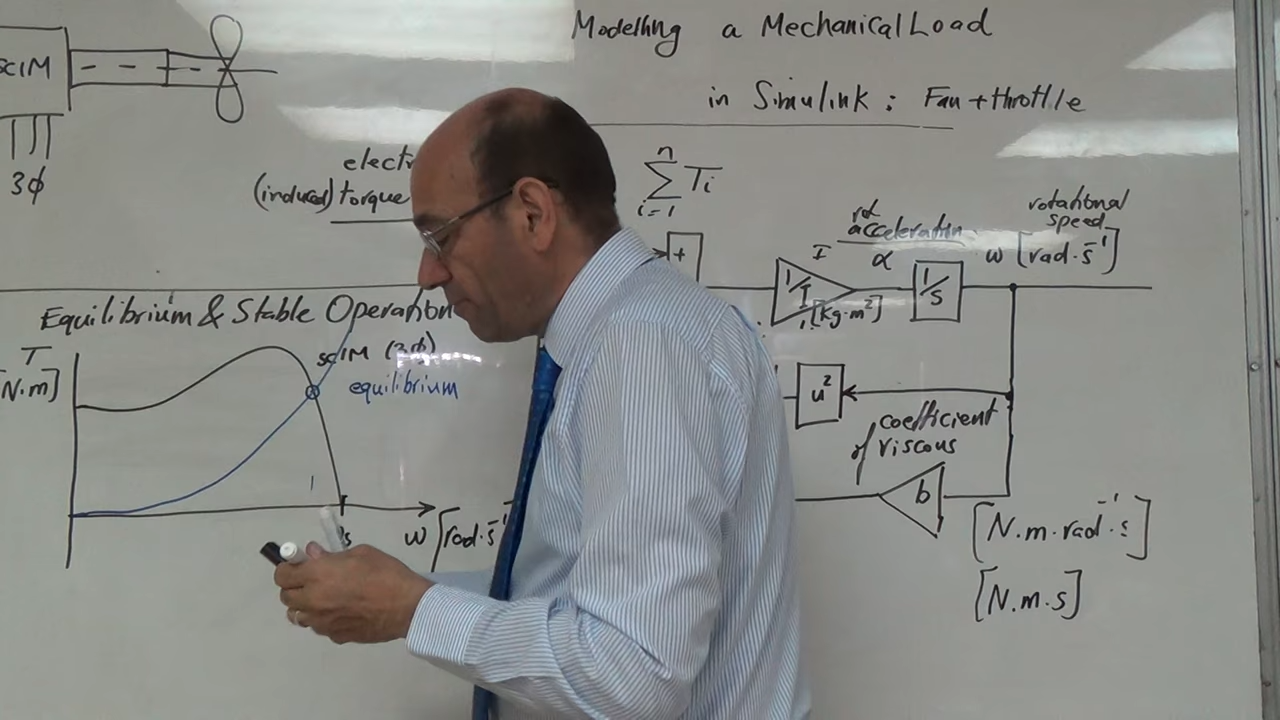 Modelling a Mechanical Load
in Simulink: Fan + throttle
SCIM
3ϕ
(induced) torque
n
∑ Ti
i=1
+
1/I
I
[kg·m²]
rot
acceleration
α
1/s
rotational
speed
ω [rad·s⁻¹]
u²
coefficient
of viscous
b
[N.m.rad⁻¹.s]
[N.m.s]
Equilibrium & Stable Operation
T
[N.m]
SCIM (3ϕ)
equilibrium
ω [rad·s⁻¹